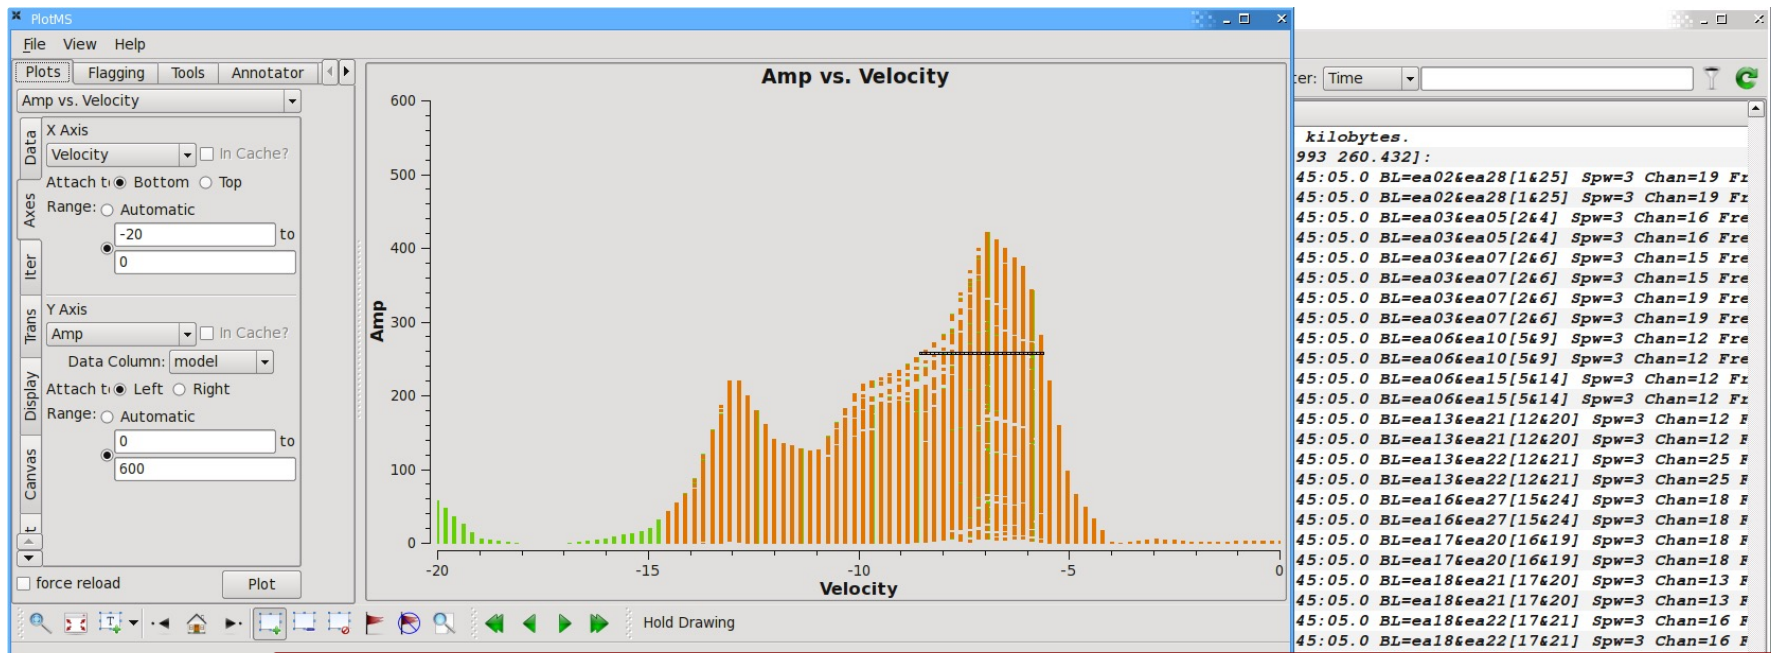 PlotMS
File View Help
Plots Flagging Tools Annotator
Amp vs. Velocity
Data
Axes
Iter
Trans
Display
Canvas
X Axis
Velocity In Cache?
Attach t Bottom Top
Range: Automatic
-20 to
0
Y Axis
Amp In Cache?
Data Column: model
Attach t Left Right
Range: Automatic
0 to
600
force reload Plot
Amp vs. Velocity
Amp
600
500
400
300
200
100
0
-20 -15 -10 -5 0
Velocity
Hold Drawing
ter: Time
kilobytes.
993 260.432]:
45:05.0 BL=ea02&ea28[1&25] Spw=3 Chan=19 Fr
45:05.0 BL=ea02&ea28[1&25] Spw=3 Chan=19 Fr
45:05.0 BL=ea03&ea05[2&4] Spw=3 Chan=16 Fre
45:05.0 BL=ea03&ea05[2&4] Spw=3 Chan=16 Fre
45:05.0 BL=ea03&ea07[2&6] Spw=3 Chan=15 Fre
45:05.0 BL=ea03&ea07[2&6] Spw=3 Chan=15 Fre
45:05.0 BL=ea03&ea07[2&6] Spw=3 Chan=19 Fre
45:05.0 BL=ea03&ea07[2&6] Spw=3 Chan=19 Fre
45:05.0 BL=ea06&ea10[5&9] Spw=3 Chan=12 Fre
45:05.0 BL=ea06&ea10[5&9] Spw=3 Chan=12 Fre
45:05.0 BL=ea06&ea15[5&14] Spw=3 Chan=12 Fr
45:05.0 BL=ea06&ea15[5&14] Spw=3 Chan=12 Fr
45:05.0 BL=ea13&ea21[12&20] Spw=3 Chan=12 F
45:05.0 BL=ea13&ea21[12&20] Spw=3 Chan=12 F
45:05.0 BL=ea13&ea22[12&21] Spw=3 Chan=25 F
45:05.0 BL=ea13&ea22[12&21] Spw=3 Chan=25 F
45:05.0 BL=ea16&ea27[15&24] Spw=3 Chan=18 F
45:05.0 BL=ea16&ea27[15&24] Spw=3 Chan=18 F
45:05.0 BL=ea17&ea20[16&19] Spw=3 Chan=18 F
45:05.0 BL=ea17&ea20[16&19] Spw=3 Chan=18 F
45:05.0 BL=ea18&ea21[17&20] Spw=3 Chan=13 F
45:05.0 BL=ea18&ea21[17&20] Spw=3 Chan=13 F
45:05.0 BL=ea18&ea22[17&21] Spw=3 Chan=16 F
45:05.0 BL=ea18&ea22[17&21] Spw=3 Chan=16 F